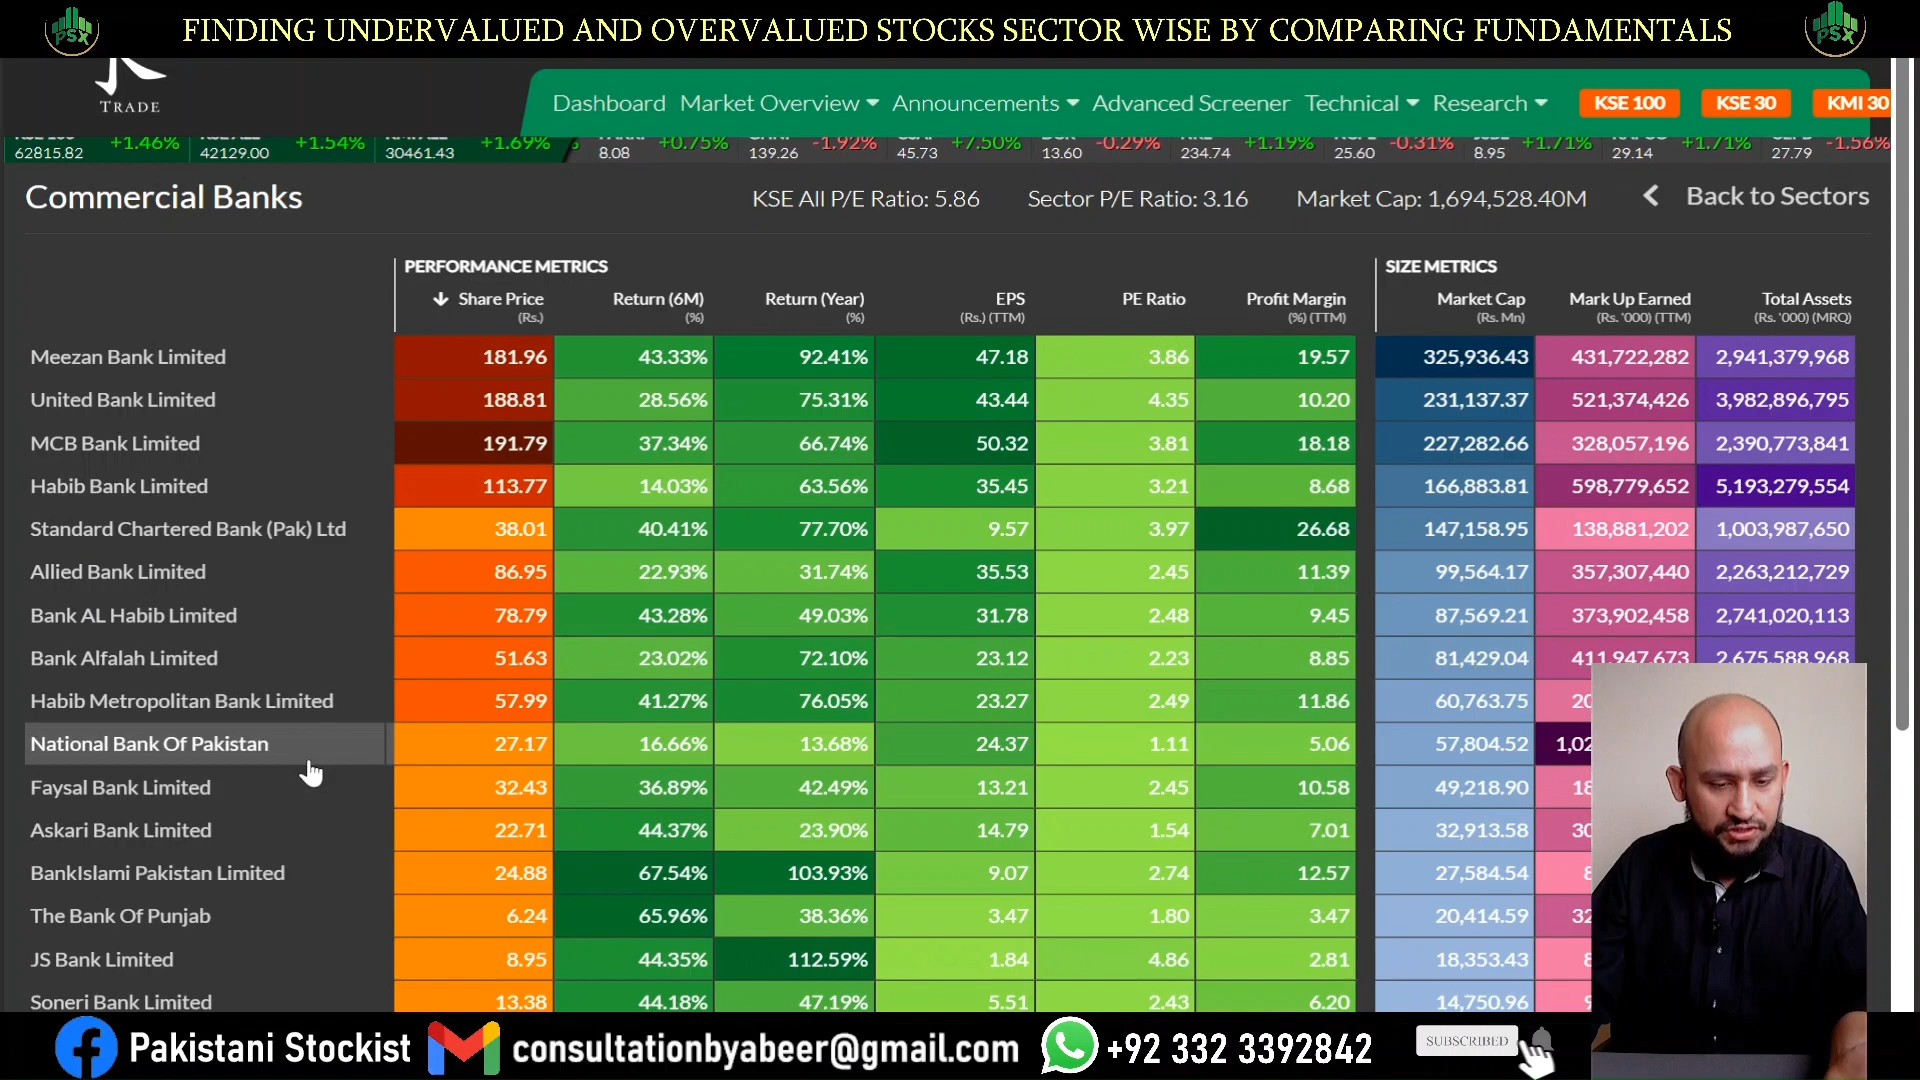 FINDING UNDERVALUED AND OVERVALUED STOCKS SECTOR WISE BY COMPARING FUNDAMENTALS
PSX
PSX
TRADE
Dashboard Market Overview Announcements Advanced Screener Technical Research KSE 100 KSE 30 KMI 30
62815.82 +1.46% 42129.00 +1.54% 30461.43 +1.69% 8.08 +0.75% 139.26 -1.92% 45.73 +7.50% 13.60 -0.29% 234.74 +1.19% 25.60 -0.31% 8.95 +1.71% 29.14 +1.71% 27.79 -1.56%
Commercial Banks KSE All P/E Ratio: 5.86 Sector P/E Ratio: 3.16 Market Cap: 1,694,528.40M Back to Sectors
PERFORMANCE METRICS SIZE METRICS
Share Price Return (6M) Return (Year) EPS PE Ratio Profit Margin Market Cap Mark Up Earned Total Assets
(Rs.) (%) (%) (Rs.) (TTM) (%) (TTM) (Rs. Mn) (Rs. '000) (TTM) (Rs. '000) (MRQ)
Meezan Bank Limited 181.96 43.33% 92.41% 47.18 3.86 19.57 325,936.43 431,722,282 2,941,379,968
United Bank Limited 188.81 28.56% 75.31% 43.44 4.35 10.20 231,137.37 521,374,426 3,982,896,795
MCB Bank Limited 191.79 37.34% 66.74% 50.32 3.81 18.18 227,282.66 328,057,196 2,390,773,841
Habib Bank Limited 113.77 14.03% 63.56% 35.45 3.21 8.68 166,883.81 598,779,652 5,193,279,554
Standard Chartered Bank (Pak) Ltd 38.01 40.41% 77.70% 9.57 3.97 26.68 147,158.95 138,881,202 1,003,987,650
Allied Bank Limited 86.95 22.93% 31.74% 35.53 2.45 11.39 99,564.17 357,307,440 2,263,212,729
Bank AL Habib Limited 78.79 43.28% 49.03% 31.78 2.48 9.45 87,569.21 373,902,458 2,741,020,113
Bank Alfalah Limited 51.63 23.02% 72.10% 23.12 2.23 8.85 81,429.04 411,947,673 2,675,588,968
Habib Metropolitan Bank Limited 57.99 41.27% 76.05% 23.27 2.49 11.86 60,763.75 20
National Bank Of Pakistan 27.17 16.66% 13.68% 24.37 1.11 5.06 57,804.52 1,02
Faysal Bank Limited 32.43 36.89% 42.49% 13.21 2.45 10.58 49,218.90 18
Askari Bank Limited 22.71 44.37% 23.90% 14.79 1.54 7.01 32,913.58 30
BankIslami Pakistan Limited 24.88 67.54% 103.93% 9.07 2.74 12.57 27,584.54 8
The Bank Of Punjab 6.24 65.96% 38.36% 3.47 1.80 3.47 20,414.59 32
JS Bank Limited 8.95 44.35% 112.59% 1.84 4.86 2.81 18,353.43 8
Soneri Bank Limited 13.38 44.18% 47.19% 5.51 2.43 6.20 14,750.96 9
Pakistani Stockist consultationbyabeer@gmail.com +92 332 3392842 SUBSCRIBED